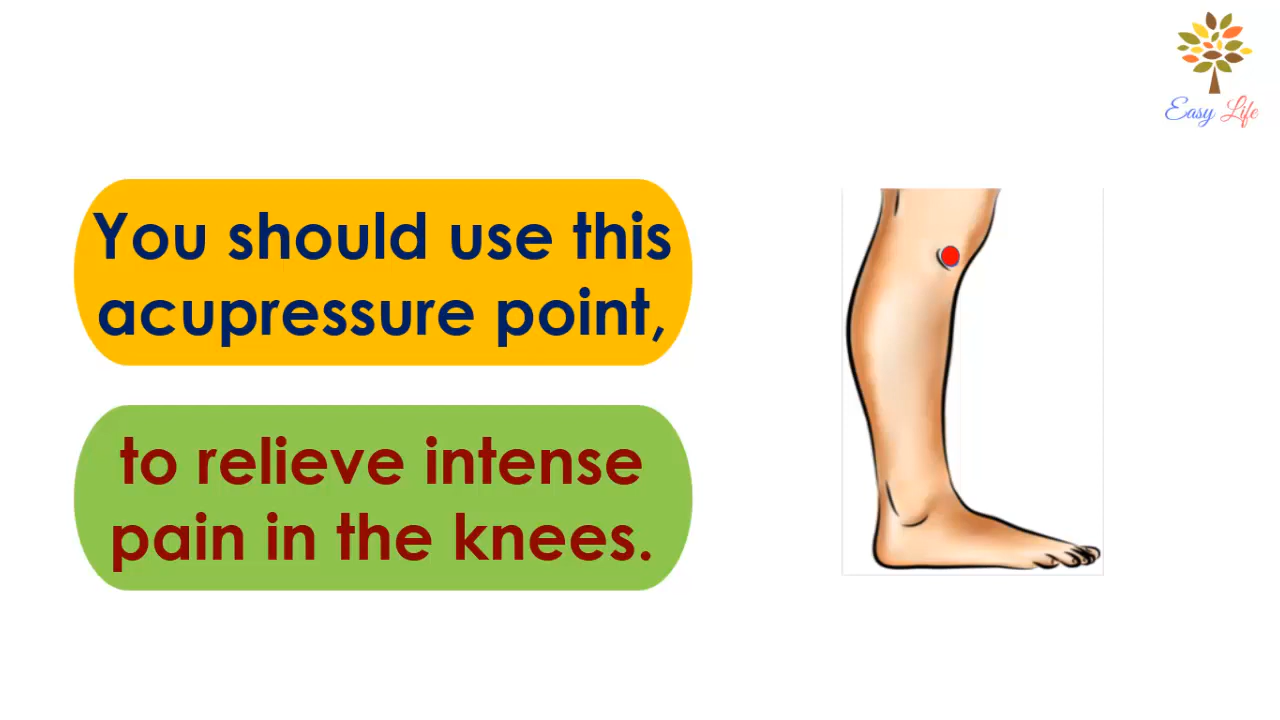 Easy Life
You should use this
acupressure point,
to relieve intense
pain in the knees.